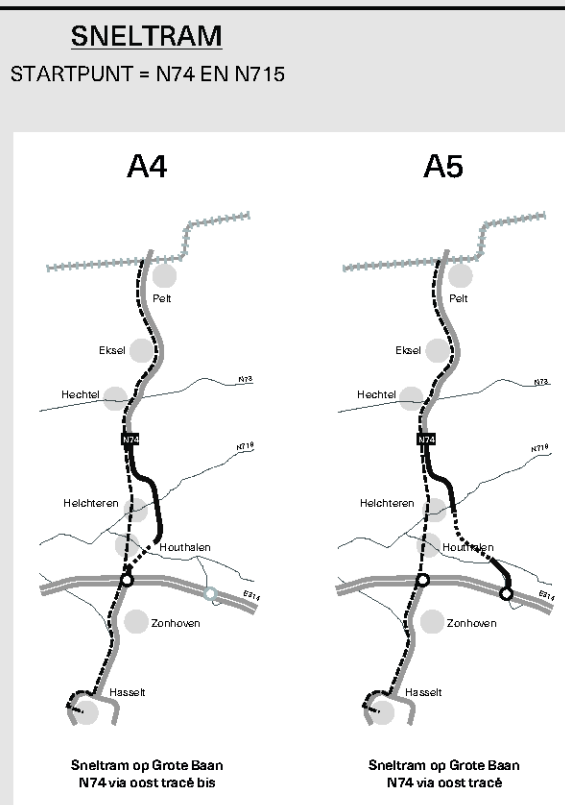 SNELTRAM
STARTPUNT = N74 EN N715
A4
Pelt
Eksel
Hechtel
N73
N74
N719
Helchteren
Houthalen
E314
Zonhoven
Hasselt
Sneltram op Grote Baan
N74 via oost tracé bis
A5
Pelt
Eksel
Hechtel
N73
N74
N719
Helchteren
Houthalen
E314
Zonhoven
Hasselt
Sneltram op Grote Baan
N74 via oost tracé